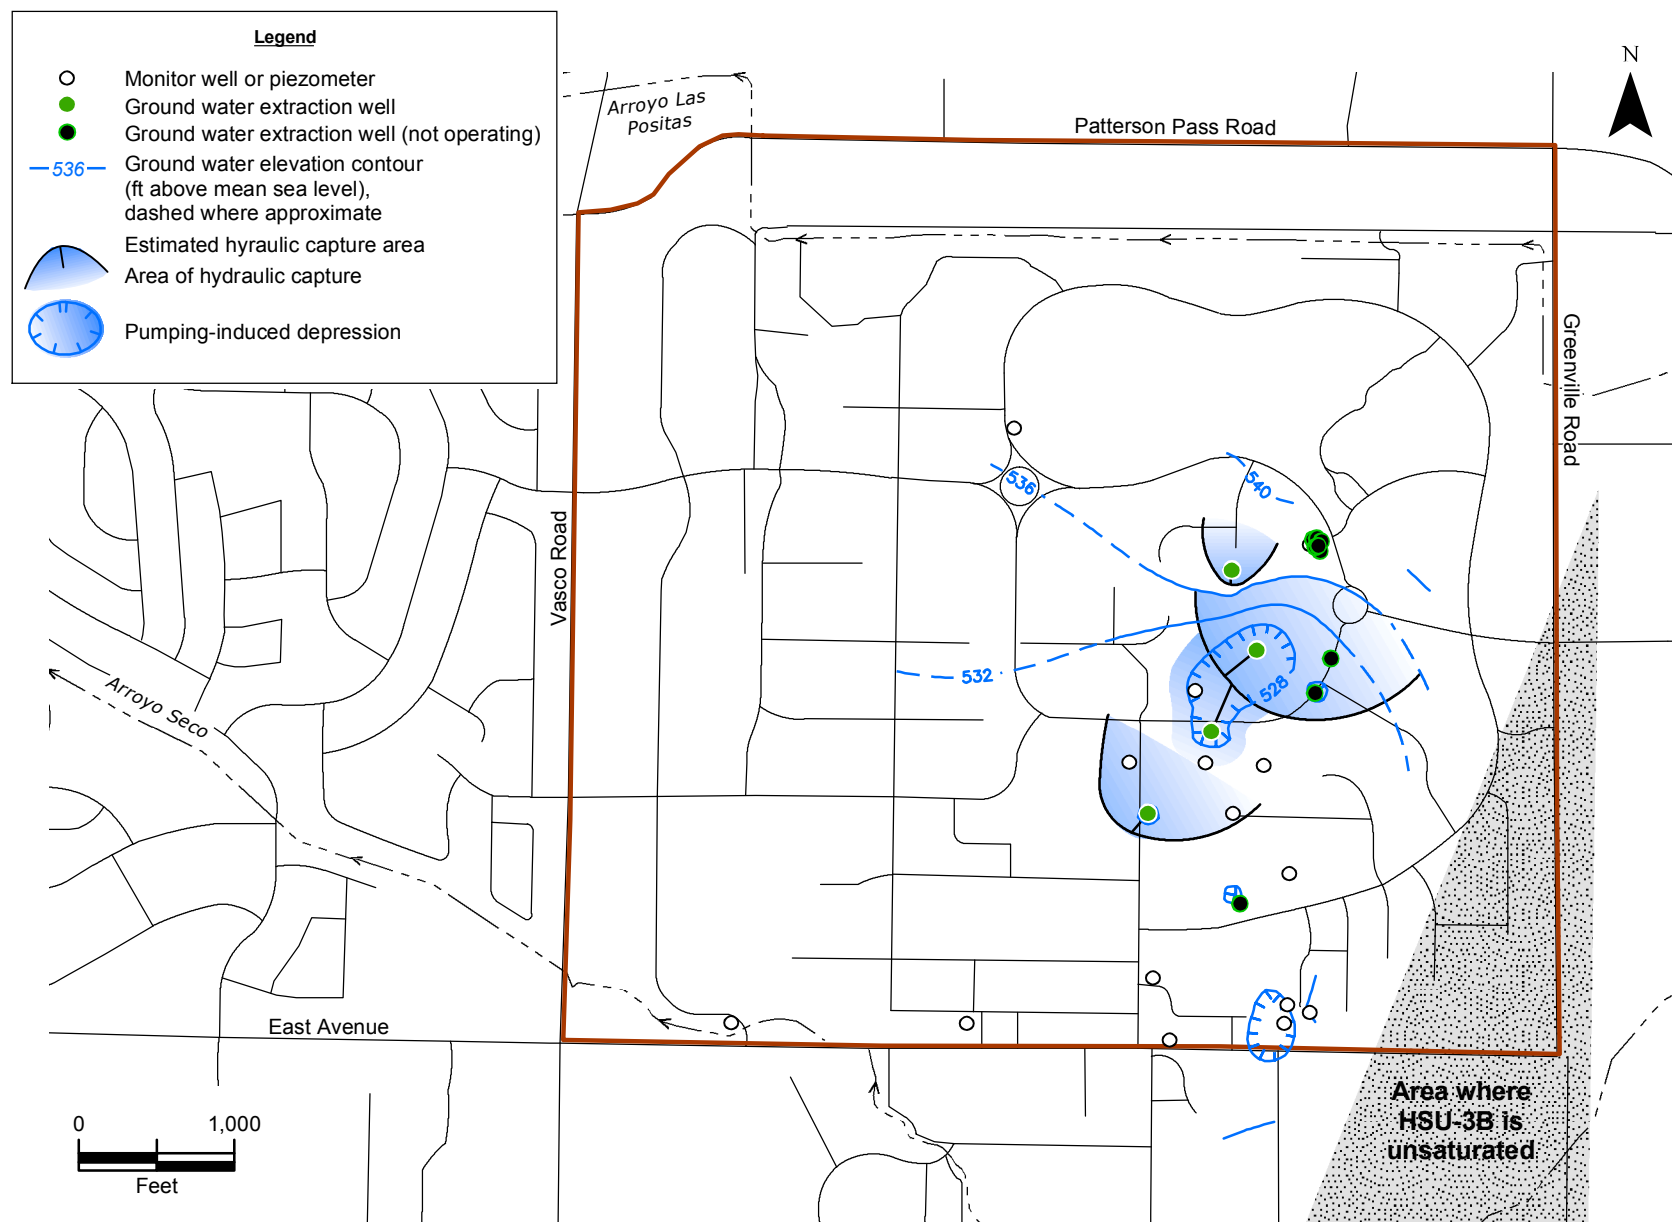 Legend
Monitor well or piezometer
Ground water extraction well
Ground water extraction well (not operating)
536
Ground water elevation contour
(ft above mean sea level),
dashed where approximate
Estimated hyraulic capture area
Area of hydraulic capture
Pumping-induced depression
N
Arroyo Las
Positas
Patterson Pass Road
Greenville Road
Vasco Road
536
540
532
528
Arroyo Seco
East Avenue
0 1,000
Feet
Area where
HSU-3B is
unsaturated